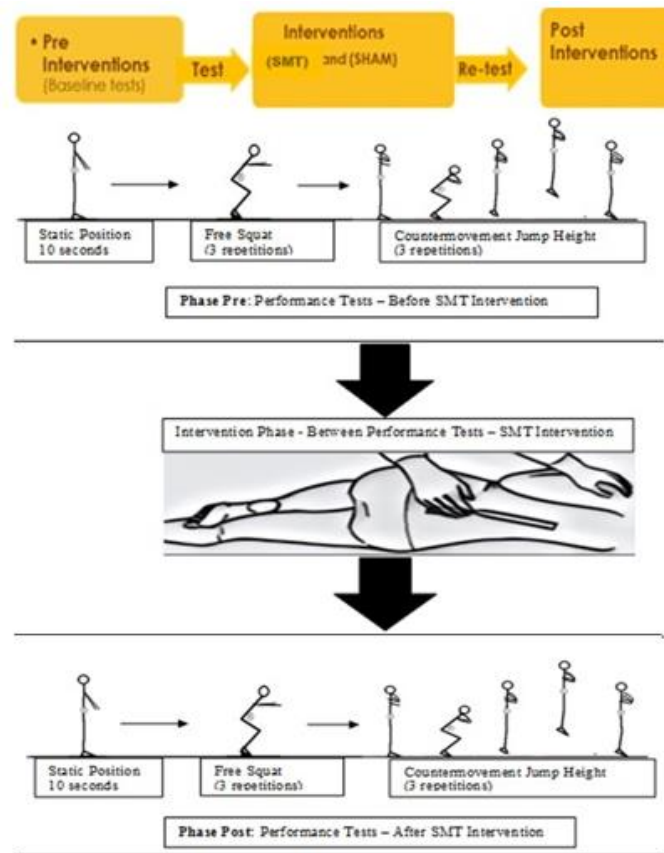 • Pre
Interventions
(Baseline tests)
Test
Interventions
(SMT) and (SHAM)
Re-test
Post
Interventions
Static Position
10 seconds
Free Squat
(3 repetitions)
Countermovement Jump Height
(3 repetitions)
Phase Pre: Performance Tests – Before SMT Intervention
Intervention Phase - Between Performance Tests – SMT Intervention
Static Position
10 seconds
Free Squat
(3 repetitions)
Countermovement Jump Height
(3 repetitions)
Phase Post: Performance Tests – After SMT Intervention